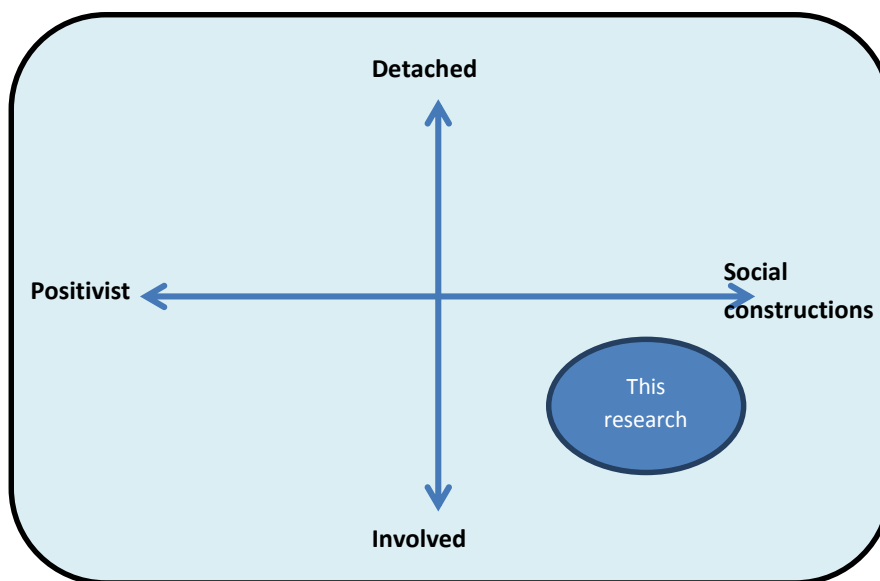 Detached
Positivist
Social
constructions
This
research
Involved